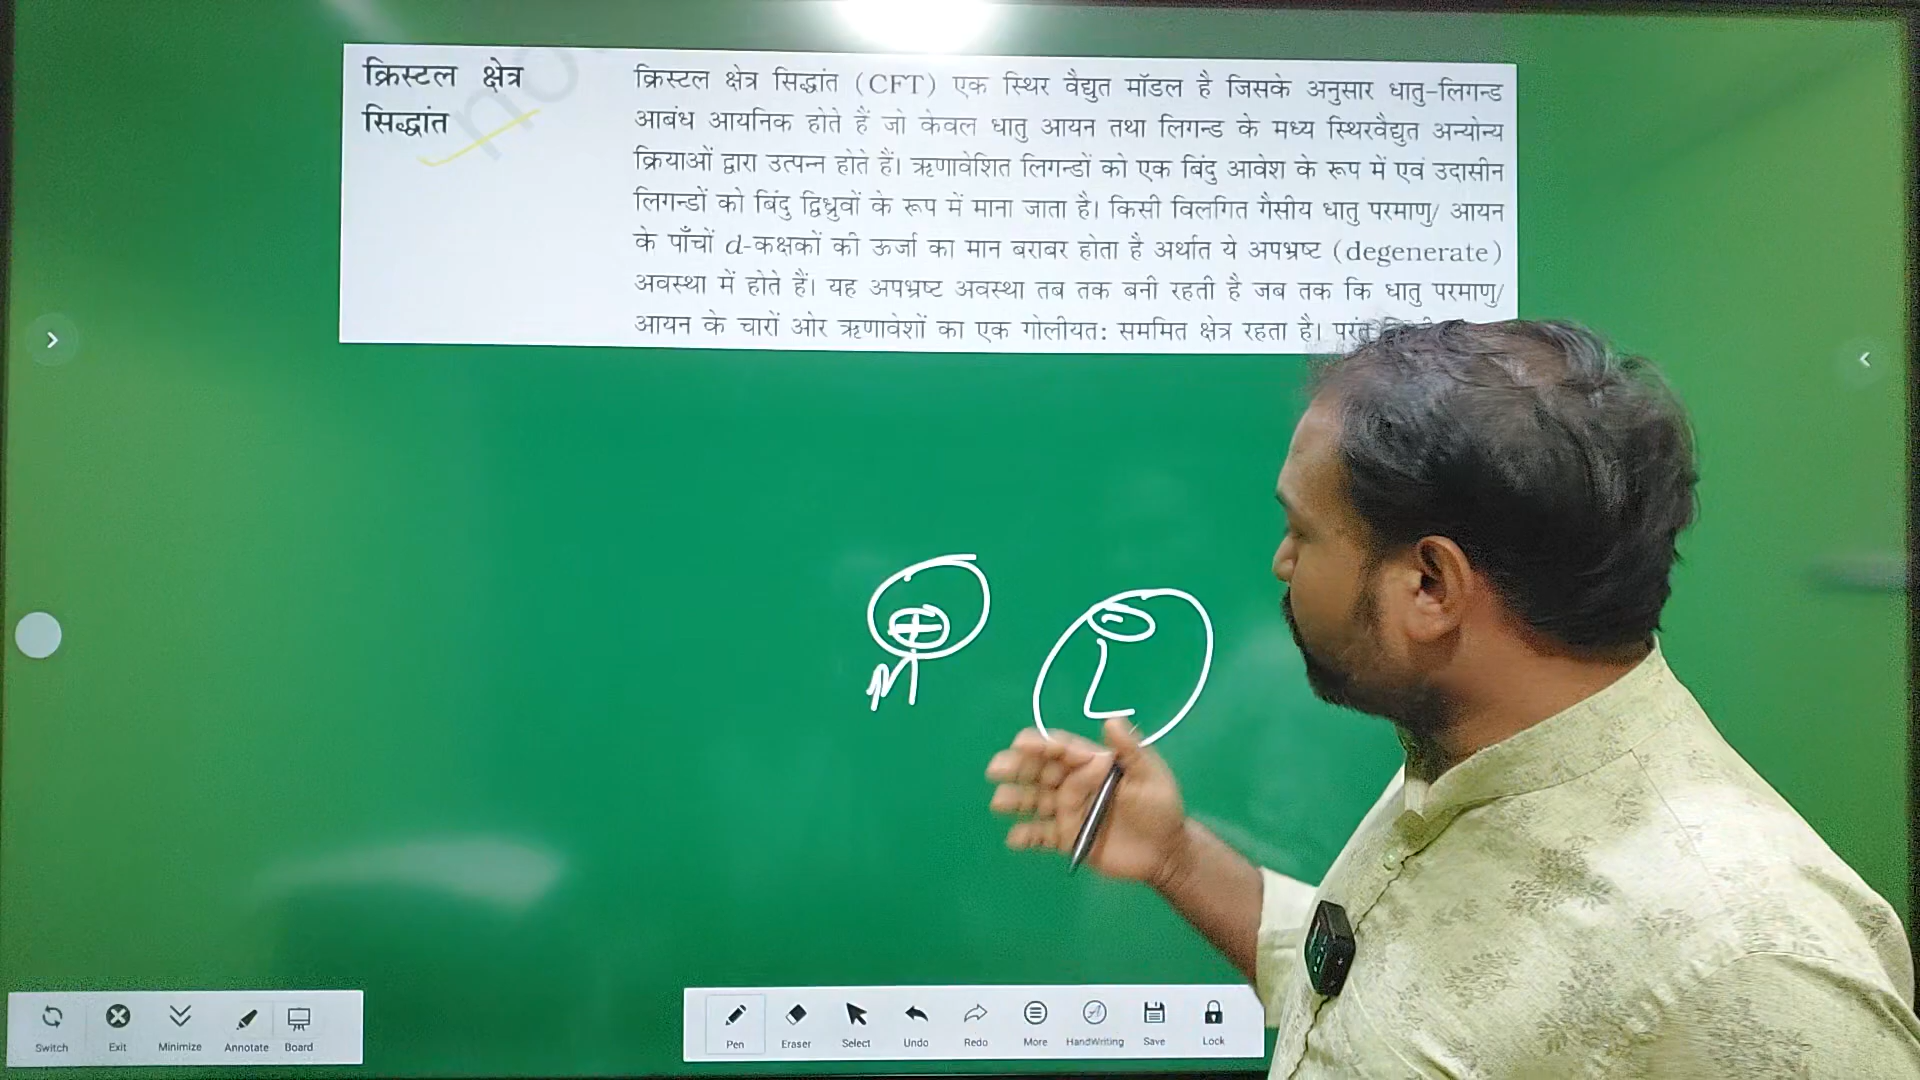 क्रिस्टल क्षेत्र
सिद्धांत
क्रिस्टल क्षेत्र सिद्धांत (CFT) एक स्थिर वैद्युत मॉडल है जिसके अनुसार धातु-लिगन्ड
आबंध आयनिक होते हैं जो केवल धातु आयन तथा लिगन्ड के मध्य स्थिरवैद्युत अन्योन्य
क्रियाओं द्वारा उत्पन्न होते हैं। ऋणावेशित लिगन्डों को एक बिंदु आवेश के रूप में एवं उदासीन
लिगन्डों को बिंदु द्विध्रुवों के रूप में माना जाता है। किसी विलगित गैसीय धातु परमाणु/ आयन
के पाँचों d-कक्षकों की ऊर्जा का मान बराबर होता है अर्थात ये अपभ्रष्ट (degenerate)
अवस्था में होते हैं। यह अपभ्रष्ट अवस्था तब तक बनी रहती है जब तक कि धातु परमाणु/
आयन के चारों ओर ऋणावेशों का एक गोलीयत: सममित क्षेत्र रहता है।
+
M
-
L
Switch
Exit
Minimize
Annotate
Board
Pen
Eraser
Select
Undo
Redo
More
HandWriting
Save
Lock